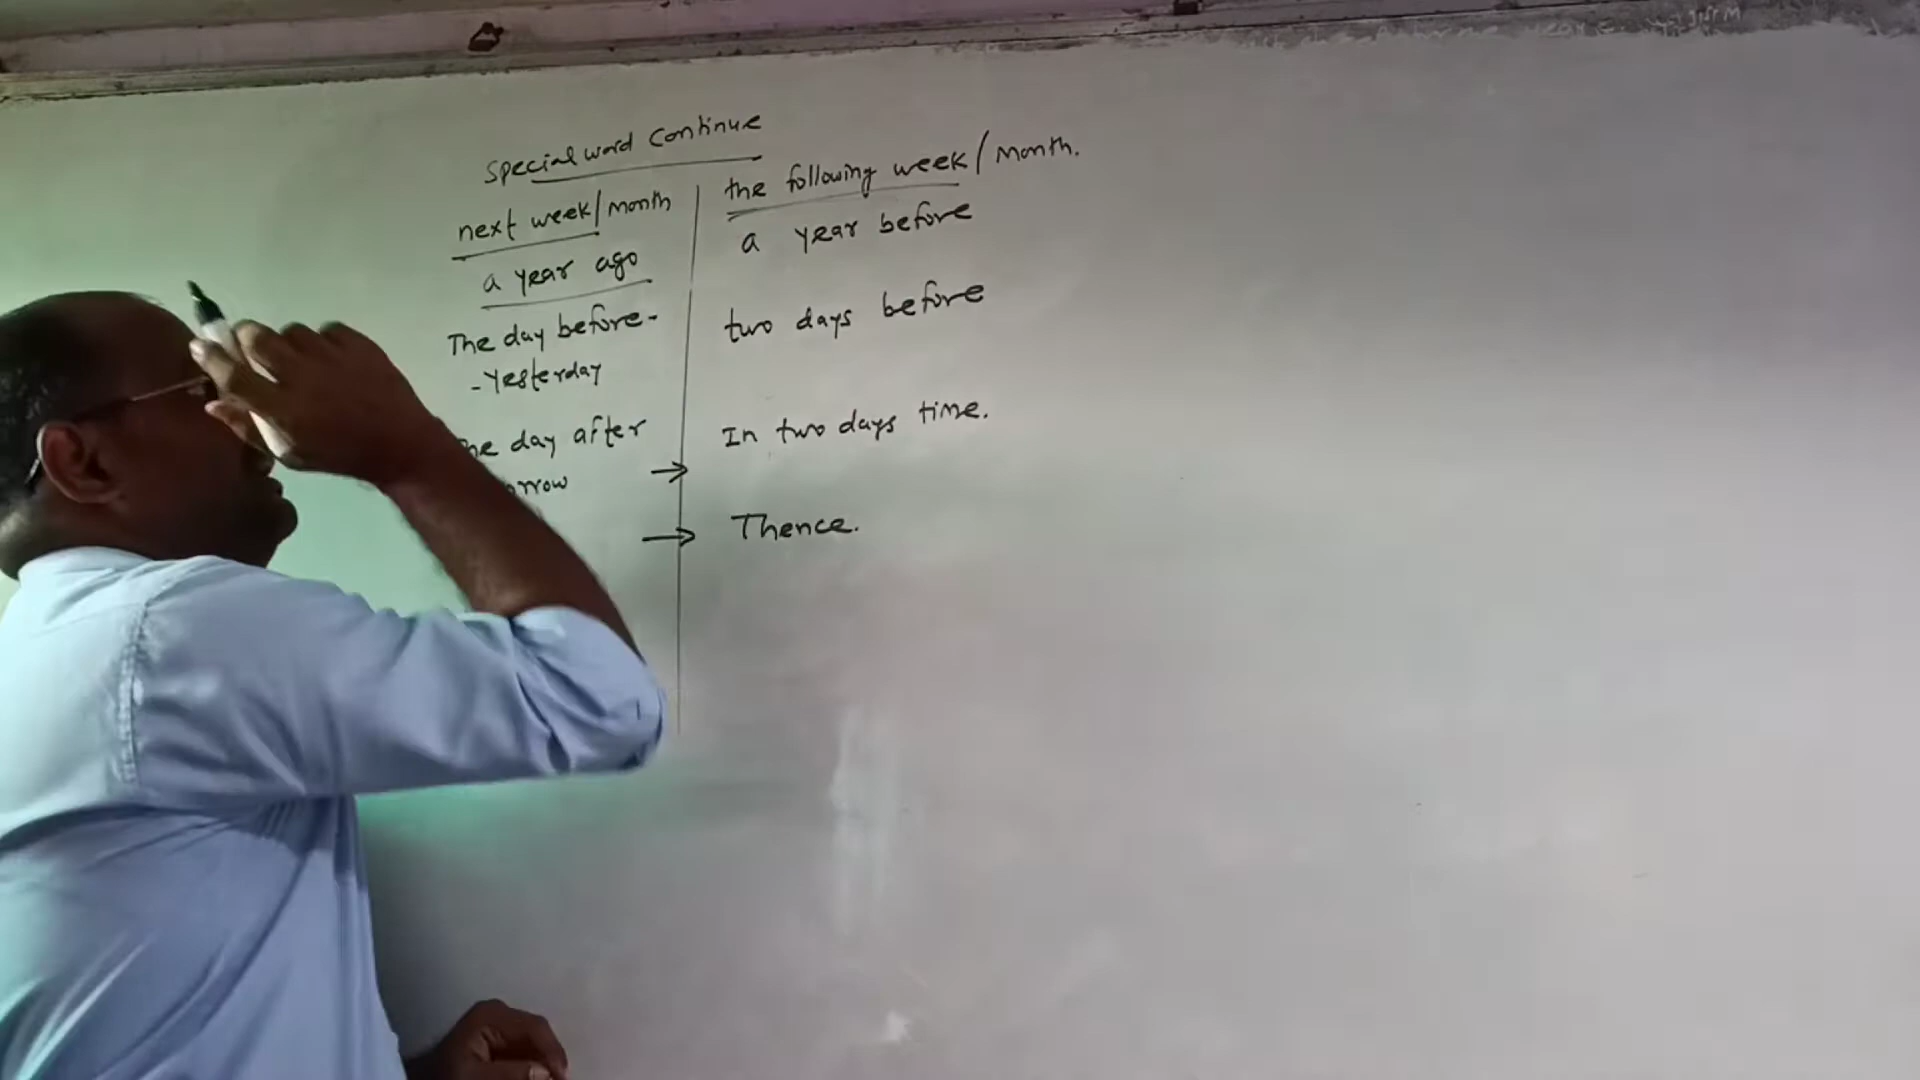 Special word continue
next week/month | the following week/month.
a year ago | a year before
The day before- | two days before
-Yesterday
day after | In two days time.
→
→ Thence.